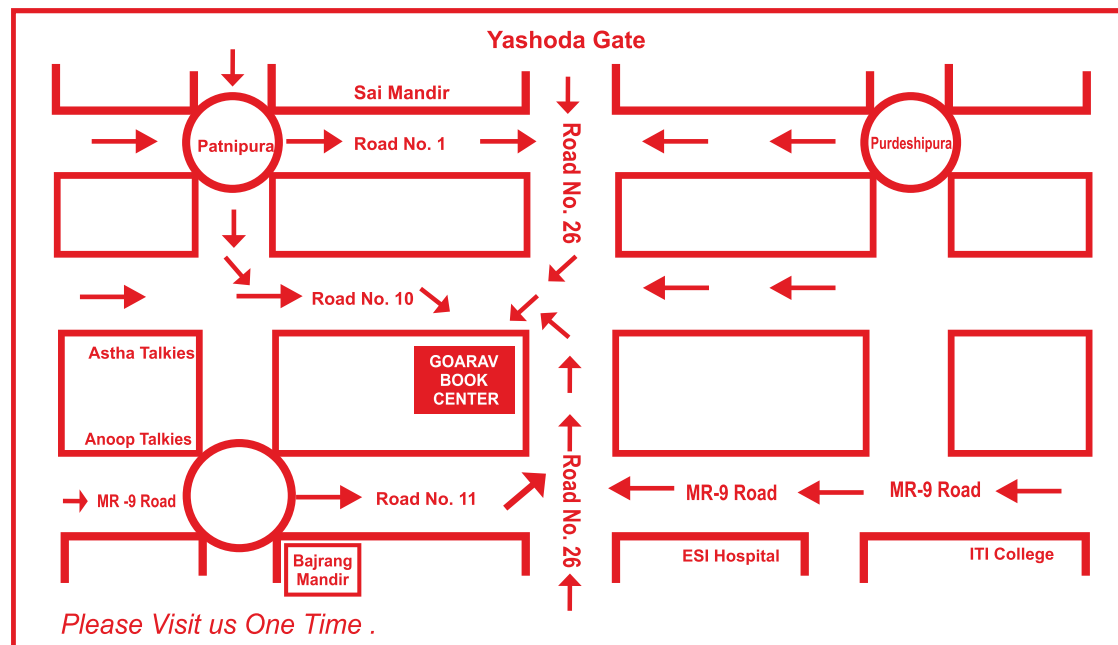 Yashoda Gate
Sai Mandir
Patnipura
Road No. 1
Road No. 26
Purdeshipura
Road No. 10
Astha Talkies
GOARAV
BOOK
CENTER
Anoop Talkies
MR -9 Road
Road No. 11
Road No. 26
MR-9 Road
MR-9 Road
Bajrang
Mandir
ESI Hospital
ITI College
Please Visit us One Time .